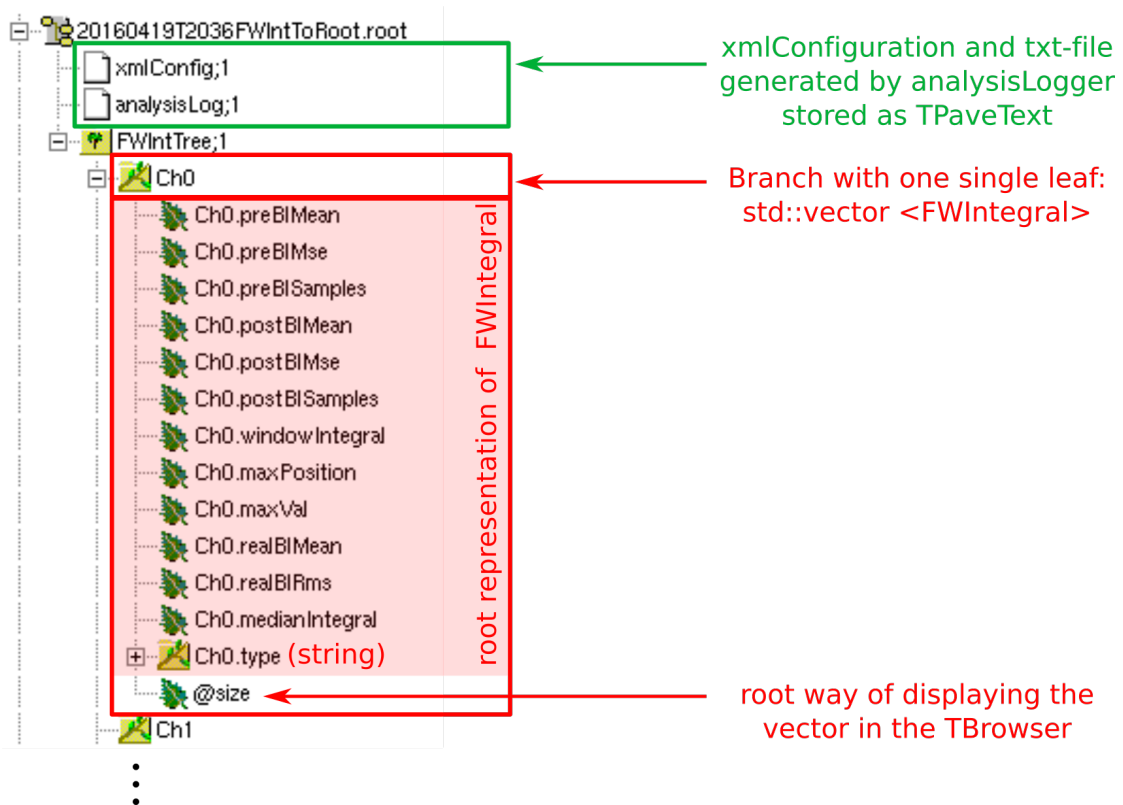 20160419T2036FWIntToRoot.root
xmlConfig;1
analysisLog;1
FWIntTree;1
Ch0
Ch0.preBlMean
Ch0.preBlMse
Ch0.preBlSamples
Ch0.postBlMean
Ch0.postBlMse
Ch0.postBlSamples
Ch0.windowIntegral
Ch0.maxPosition
Ch0.maxVal
Ch0.realBlMean
Ch0.realBlRms
Ch0.medianIntegral
Ch0.type (string)
@size
Ch1
root representation of FWIntegral
xmlConfiguration and txt-file
generated by analysisLogger
stored as TPaveText
Branch with one single leaf:
std::vector <FWIntegral>
root way of displaying the
vector in the TBrowser